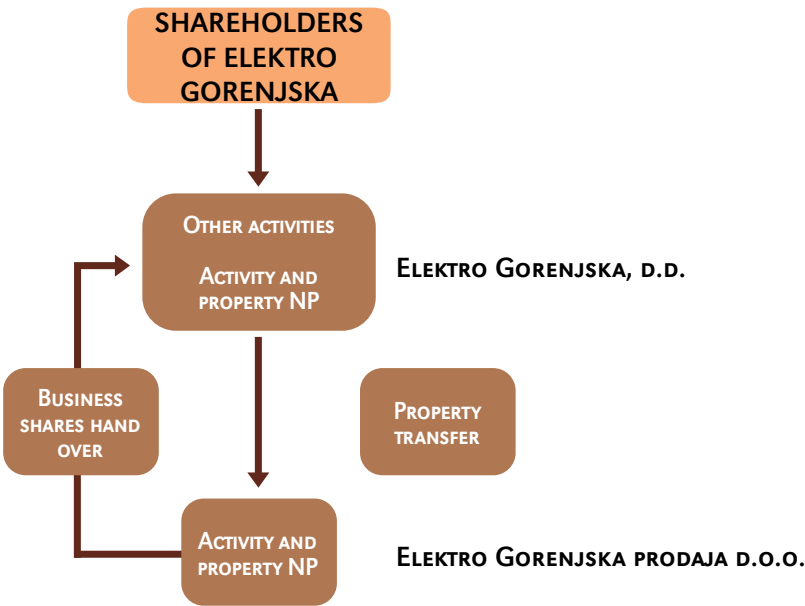 SHAREHOLDERS
OF ELEKTRO
GORENJSKA
Other activities
Activity and
property NP
Elektro Gorenjska, d.d.
Business
shares hand
over
Property
transfer
Activity and
property NP
Elektro Gorenjska prodaja d.o.o.